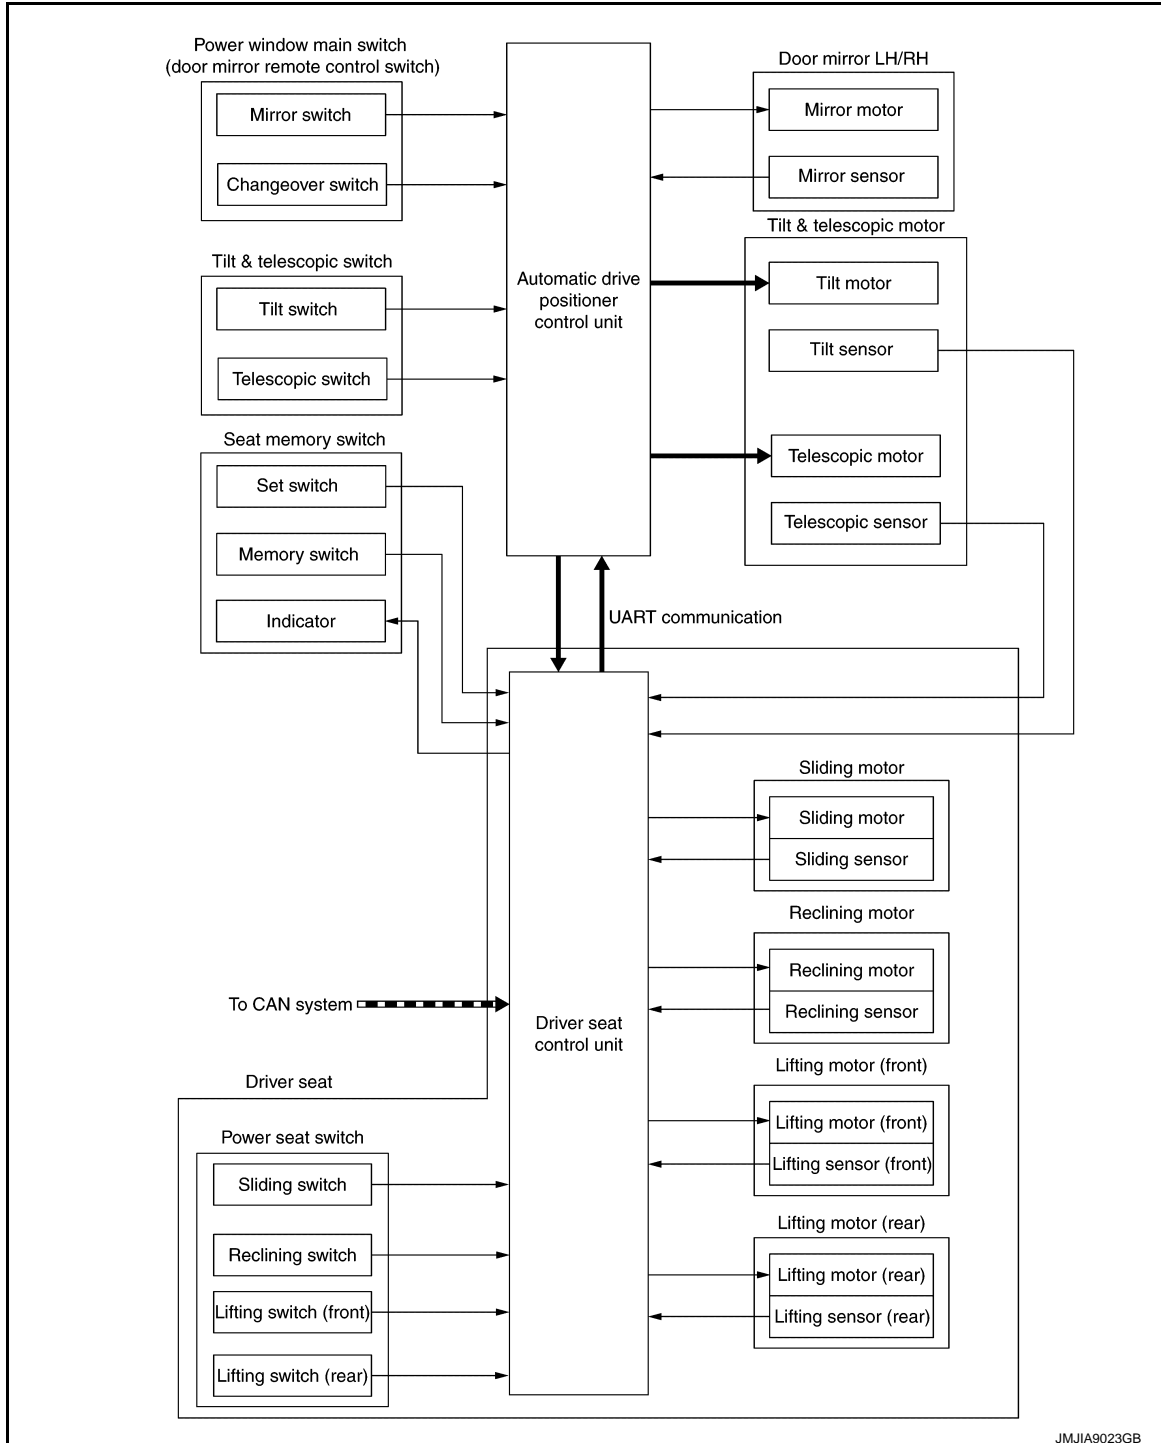 Power window main switch
(door mirror remote control switch)
Mirror switch
Changeover switch
Tilt & telescopic switch
Tilt switch
Telescopic switch
Seat memory switch
Set switch
Memory switch
Indicator
Automatic drive
positioner
control unit
Door mirror LH/RH
Mirror motor
Mirror sensor
Tilt & telescopic motor
Tilt motor
Tilt sensor
Telescopic motor
Telescopic sensor
UART communication
To CAN system
Driver seat
control unit
Driver seat
Power seat switch
Sliding switch
Reclining switch
Lifting switch (front)
Lifting switch (rear)
Sliding motor
Sliding motor
Sliding sensor
Reclining motor
Reclining motor
Reclining sensor
Lifting motor (front)
Lifting motor (front)
Lifting sensor (front)
Lifting motor (rear)
Lifting motor (rear)
Lifting sensor (rear)
JMJIA9023GB